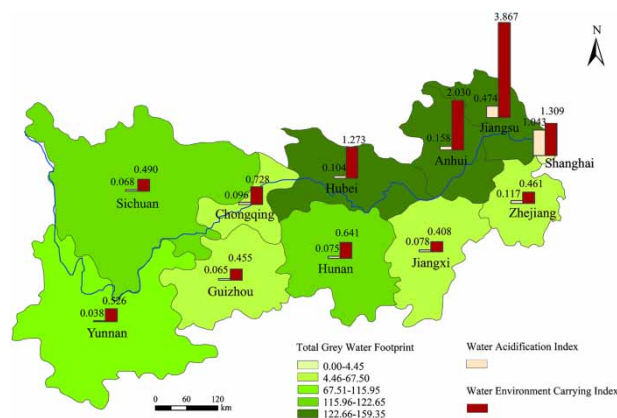 3.867
N
2.030
0.474
Jiangsu
1.309
1.043
Shanghai
0.158
Anhui
1.273
0.104
Hubei
0.490
0.068
Sichuan
0.728
0.096
Chongqing
0.461
0.117
Zhejiang
0.641
0.075
Hunan
0.408
0.078
Jiangxi
0.455
0.065
Guizhou
0.526
0.038
Yunnan
Total Grey Water Footprint
0.00-4.45
4.46-67.50
67.51-115.95
115.96-122.65
122.66-159.35
Water Acidification Index
Water Environment Carrying Index
0 30 60 120
km